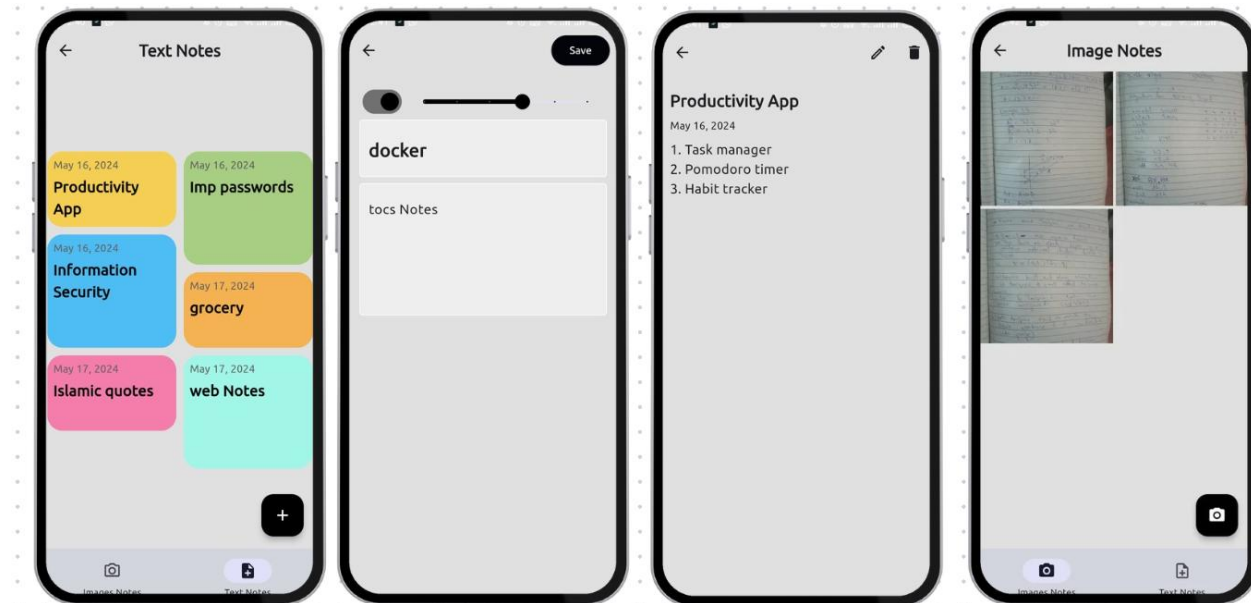 Text Notes
May 16, 2024
Productivity
App
May 16, 2024
Imp passwords
May 16, 2024
Information
Security
May 17, 2024
grocery
May 17, 2024
Islamic quotes
May 17, 2024
web Notes
Images Notes
Text Notes
Save
docker
tocs Notes
Productivity App
May 16, 2024
1. Task manager
2. Pomodoro timer
3. Habit tracker
Image Notes
Images Notes
Text Notes